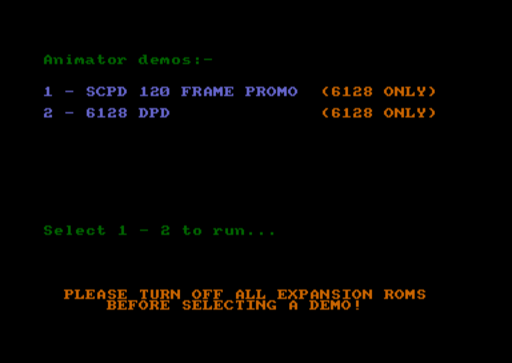 Animator demos:-
1 - SCPD 120 FRAME PROMO (6128 ONLY)
2 - 6128 DPD (6128 ONLY)
Select 1 - 2 to run...
PLEASE TURN OFF ALL EXPANSION ROMS
BEFORE SELECTING A DEMO!